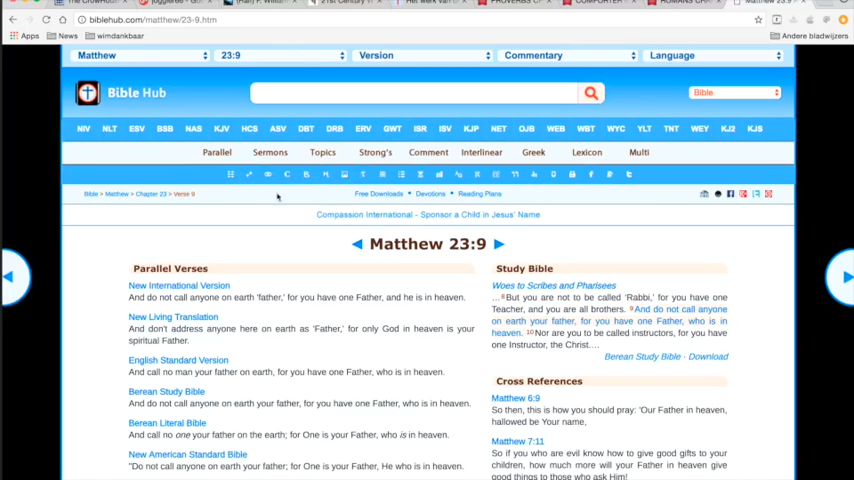 biblehub.com/matthew/23-9.htm
Apps News wimdankbaar Andere bladwijzers
Matthew 23:9 Version Commentary Language
Bible Hub Bible
NIV NLT ESV BSB NAS KJV HCS ASV DBT DRB ERV GWT ISR ISV KJP NET OJB WEB WBT WYC YLT TNT WEY KJ2 KJS
Parallel Sermons Topics Strong's Comment Interlinear Greek Lexicon Multi
Bible > Matthew > Chapter 23 > Verse 9
Free Downloads • Devotions • Reading Plans
Compassion International - Sponsor a Child in Jesus' Name
◄ Matthew 23:9 ►
Parallel Verses
New International Version
And do not call anyone on earth 'father,' for you have one Father, and he is in heaven.
New Living Translation
And don't address anyone here on earth as 'Father,' for only God in heaven is your
spiritual Father.
English Standard Version
And call no man your father on earth, for you have one Father, who is in heaven.
Berean Study Bible
And do not call anyone on earth your father, for you have one Father, who is in heaven.
Berean Literal Bible
And call no one your father on the earth; for One is your Father, who is in heaven.
New American Standard Bible
"Do not call anyone on earth your father; for One is your Father, He who is in heaven.
Study Bible
Woes to Scribes and Pharisees
…8But you are not to be called 'Rabbi,' for you have one
Teacher, and you are all brothers. 9And do not call anyone
on earth your father, for you have one Father, who is in
heaven. 10Nor are you to be called instructors, for you have
one Instructor, the Christ.…
Berean Study Bible · Download
Cross References
Matthew 6:9
So then, this is how you should pray: 'Our Father in heaven,
hallowed be Your name,
Matthew 7:11
So if you who are evil know how to give good gifts to your
children, how much more will your Father in heaven give
good things to those who ask Him!